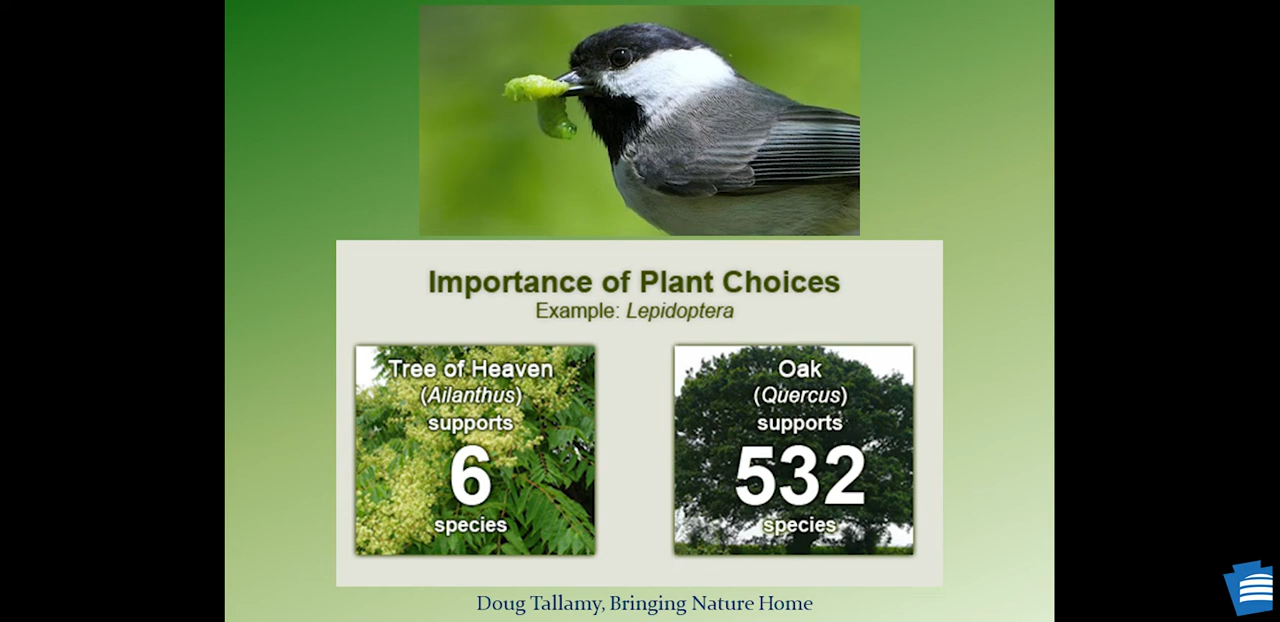 Importance of Plant Choices
Example: Lepidoptera
Tree of Heaven
(Ailanthus)
supports
6
species
Oak
(Quercus)
supports
532
species
Doug Tallamy, Bringing Nature Home